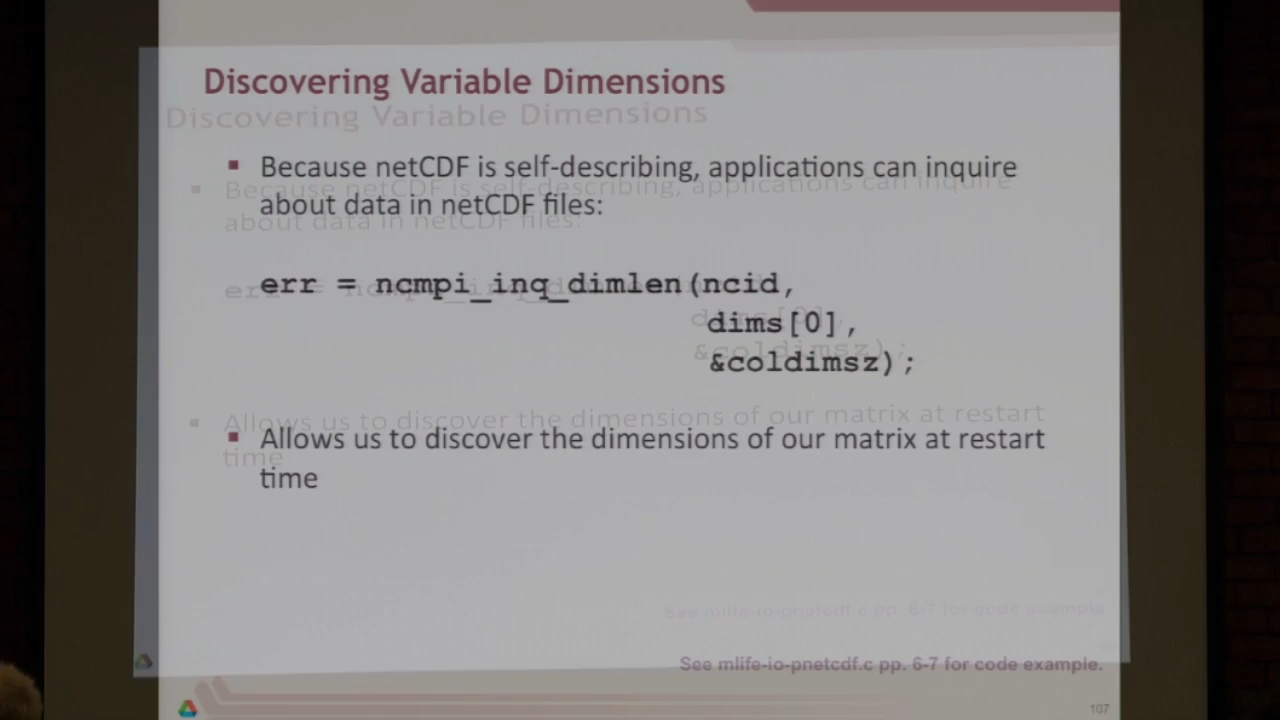 Discovering Variable Dimensions
▪ Because netCDF is self-describing, applications can inquire
about data in netCDF files:
err = ncmpi_inq_dimlen(ncid,
dims[0],
&coldimsz);
▪ Allows us to discover the dimensions of our matrix at restart
time
See mlife-io-pnetcdf.c pp. 6-7 for code example.
107